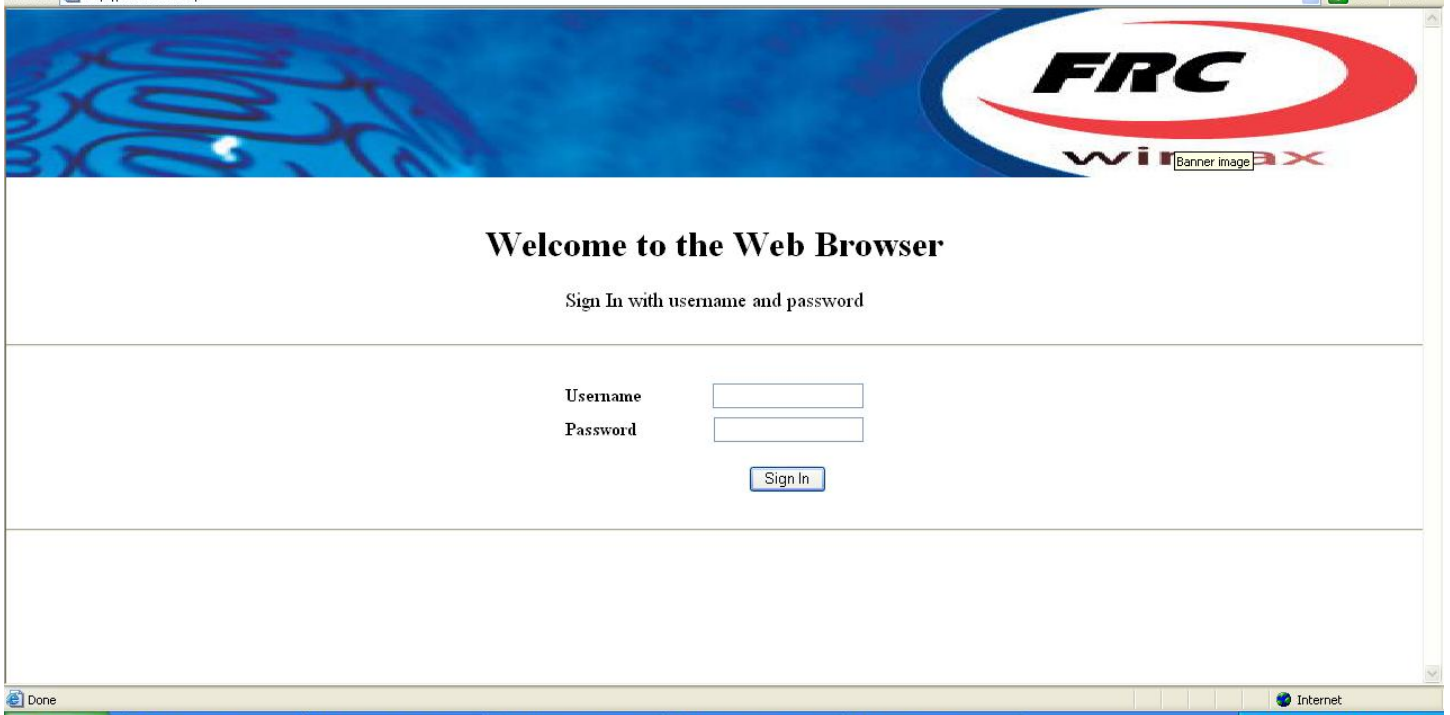 FRC
Banner image
Welcome to the Web Browser
Sign In with username and password
Username
Password
Sign In
Done
Internet